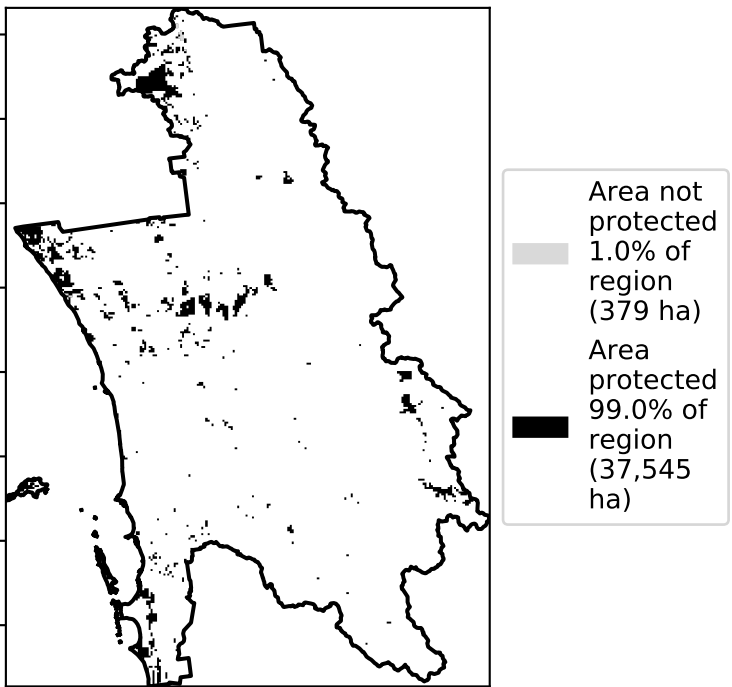 Area not
protected
1.0% of
region
(379 ha)
Area
protected
99.0% of
region
(37,545
ha)